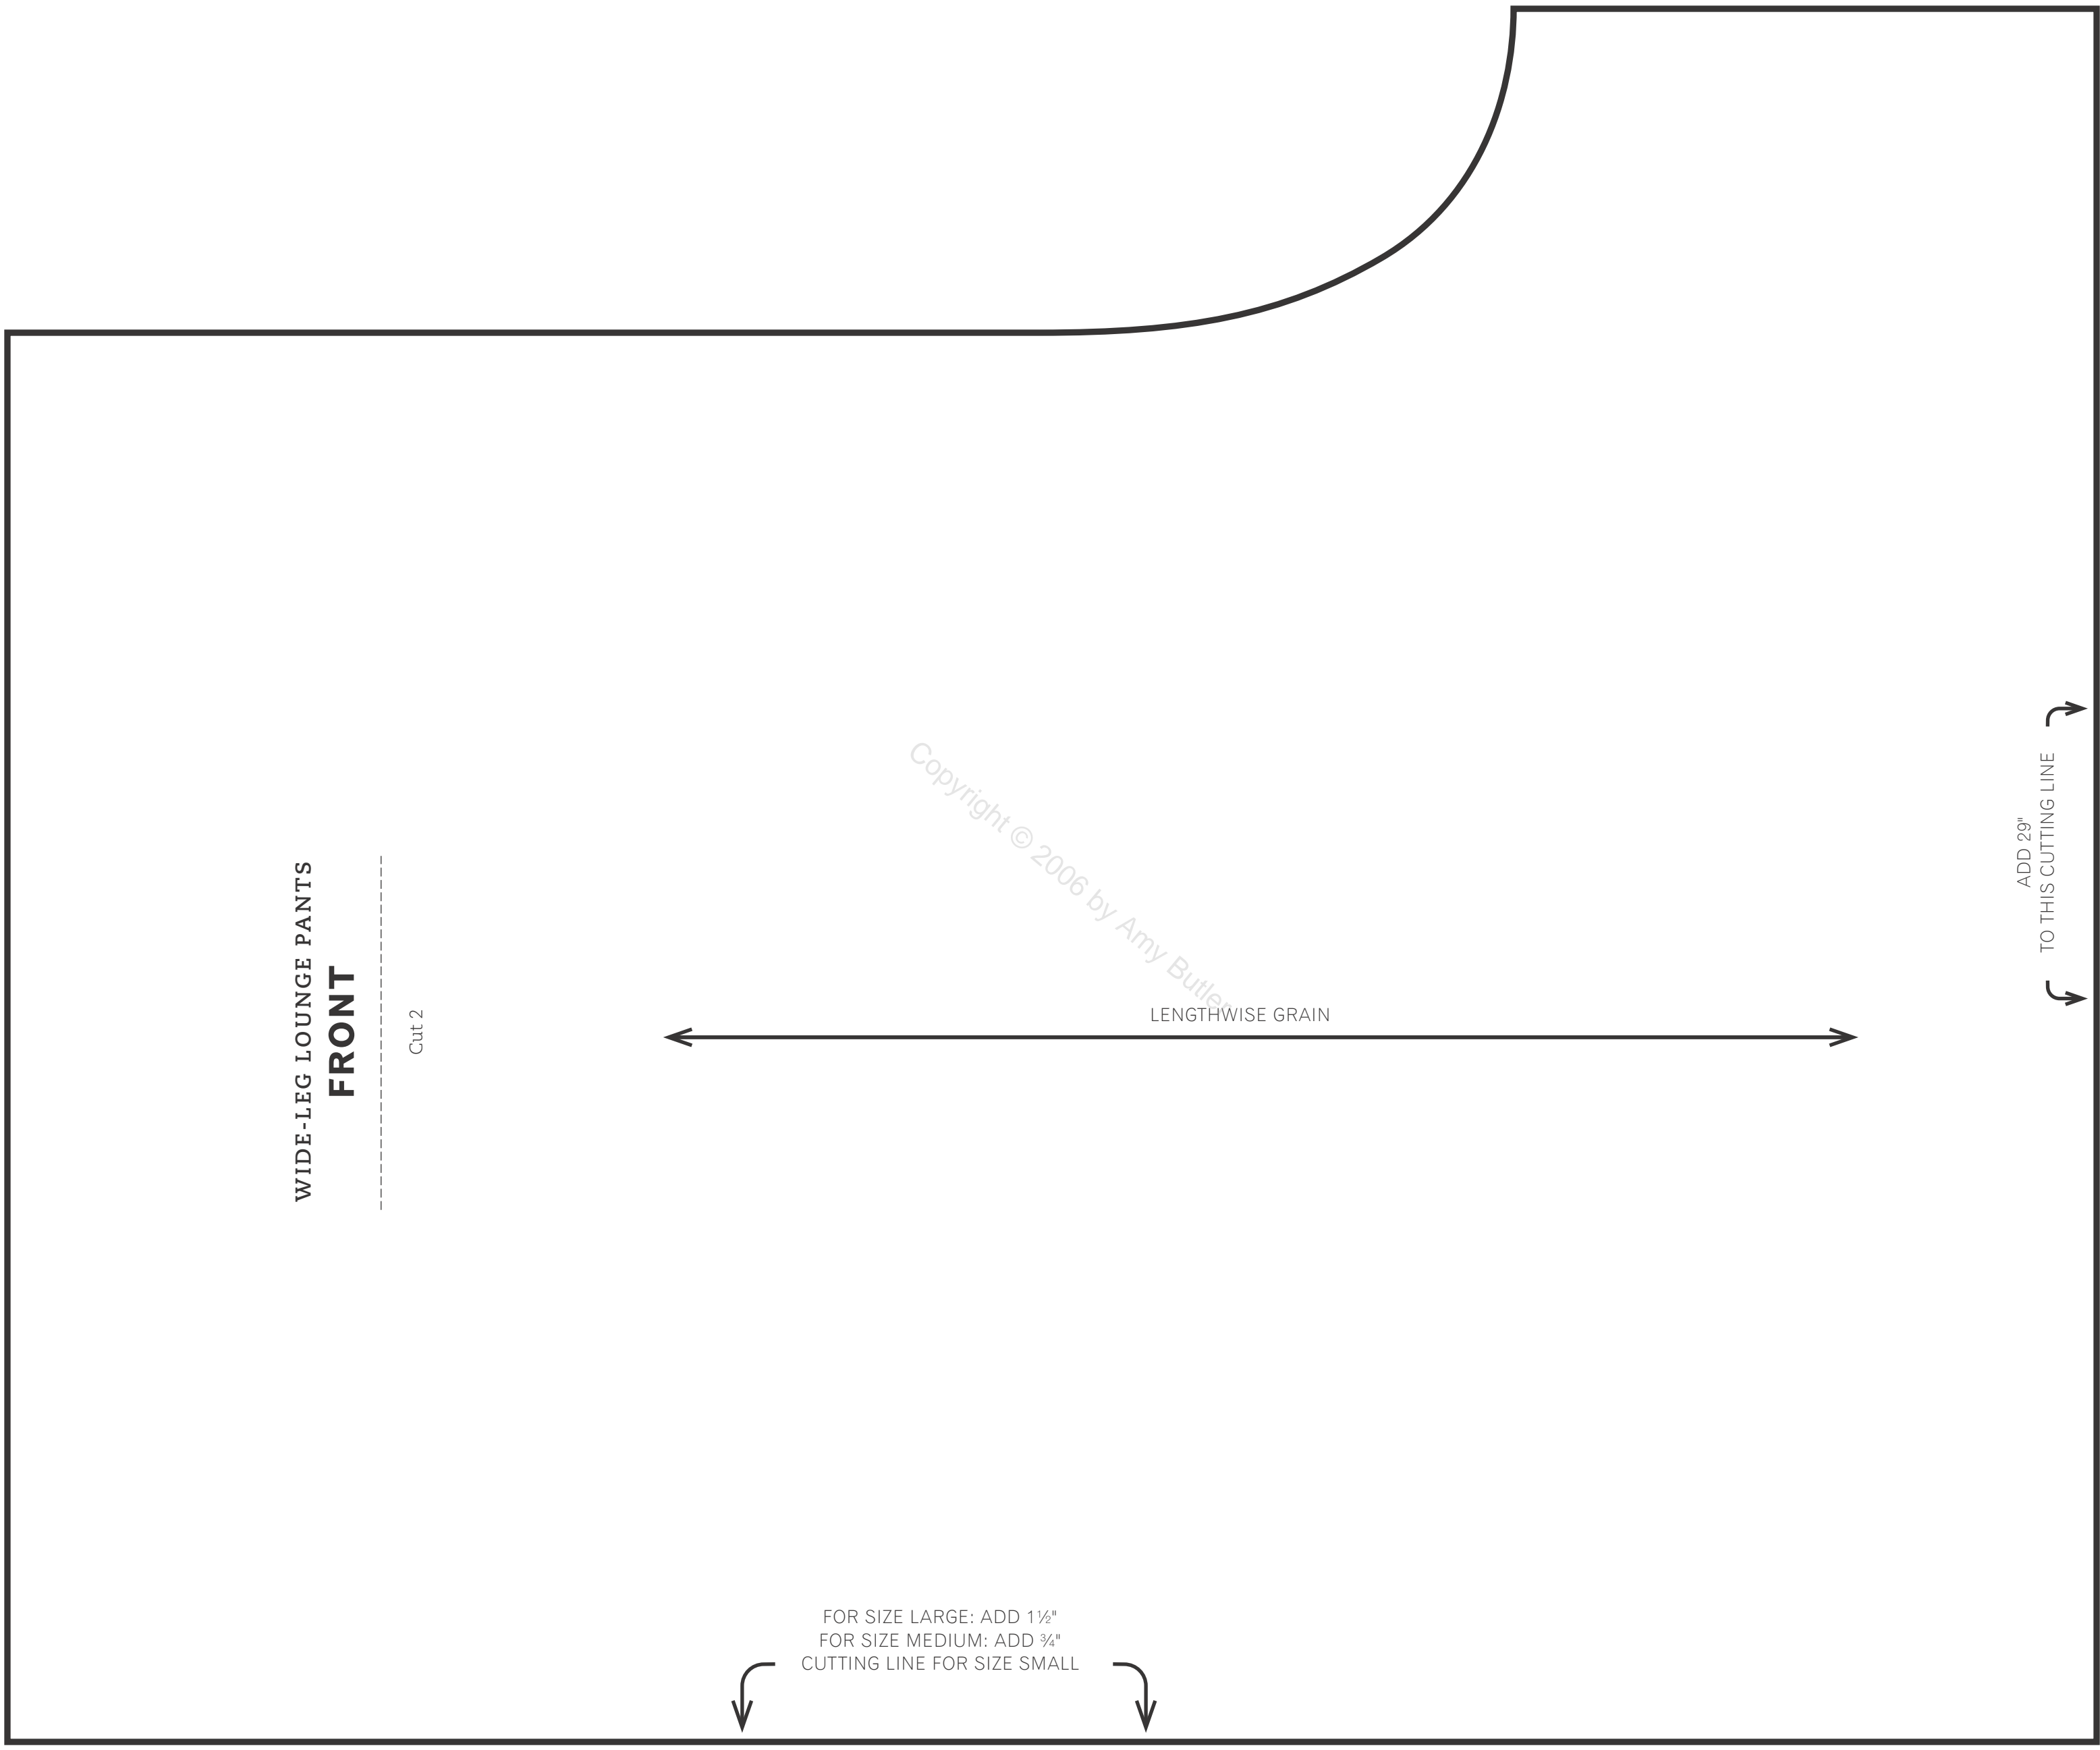 WIDE-LEG LOUNGE PANTS
FRONT
Cut 2
Copyright © 2006 by Amy Butler
LENGTHWISE GRAIN
ADD 29"
TO THIS CUTTING LINE
FOR SIZE LARGE: ADD 1½"
FOR SIZE MEDIUM: ADD ¾"
CUTTING LINE FOR SIZE SMALL